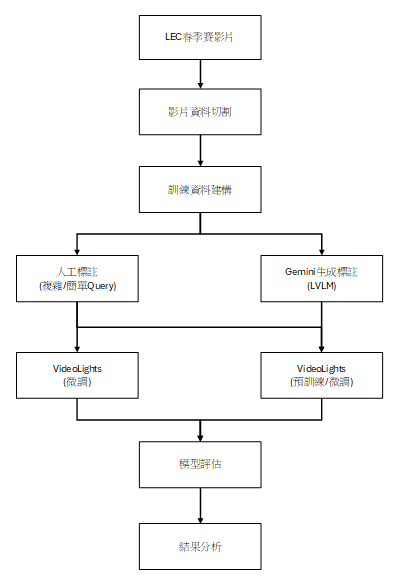 LEC春季賽影片
影片資料切割
訓練資料建構
人工標註
(複雜/簡單Query)
Gemini生成標註
(LVLM)
VideoLights
(微調)
VideoLights
(預訓練/微調)
模型評估
結果分析